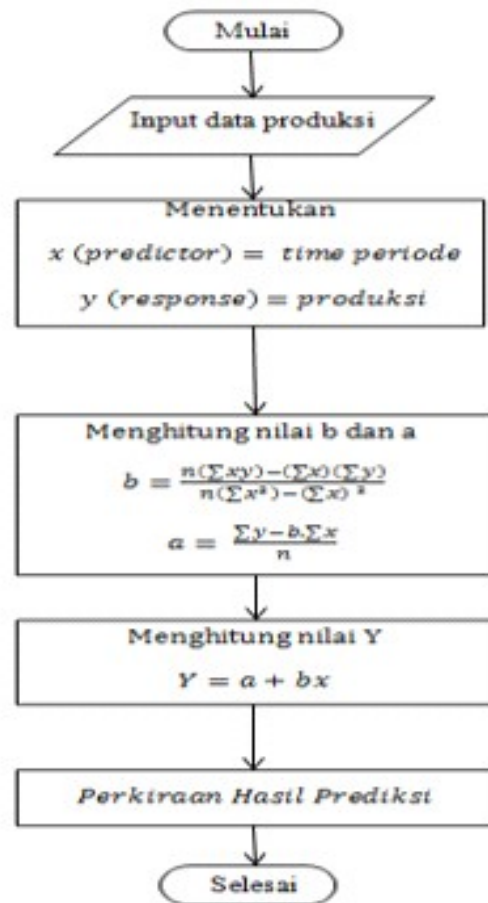 Mulai
Input data produksi
Menentukan
x (predictor) = time periode
y (response) = produksi
Menghitung nilai b dan a
b = n(∑xy)−(∑x)(∑y) / n(∑x²)−(∑x)²
a = ∑y−b.∑x / n
Menghitung nilai Y
Y = a + bx
Perkiraan Hasil Prediksi
Selesai